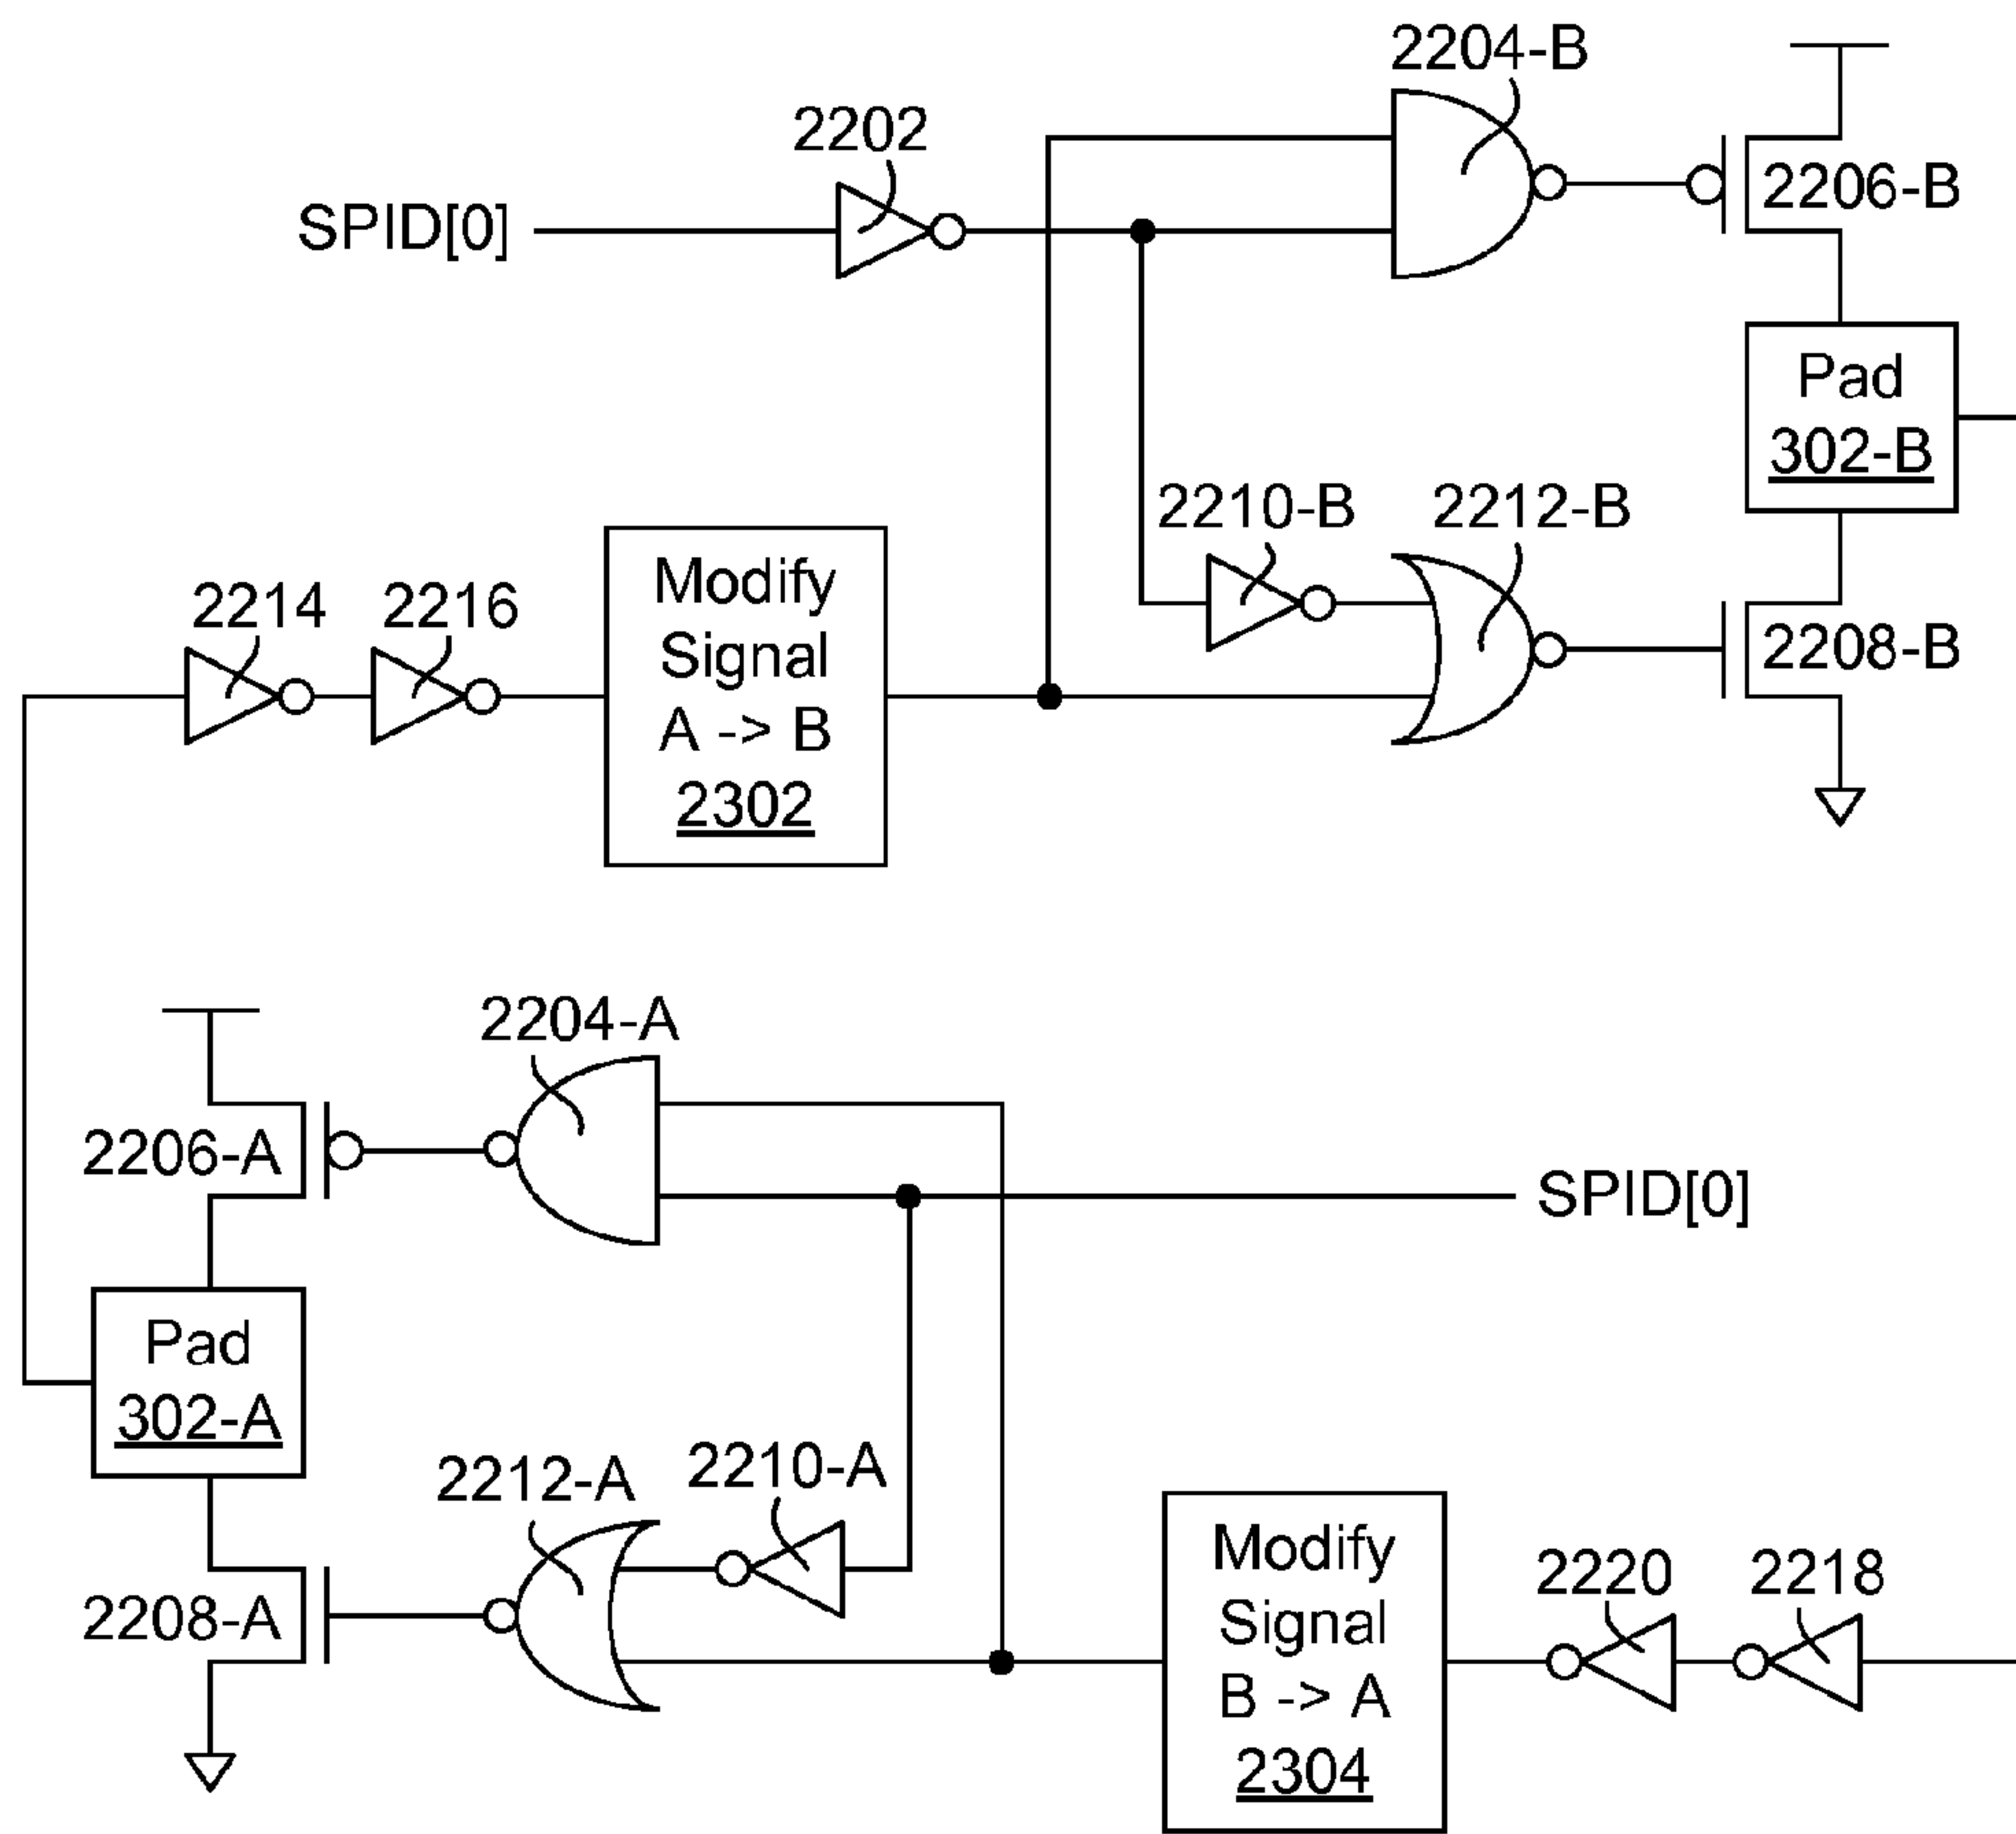 2204-B
2202
SPID[0]
2206-B
Pad
302-B
2210-B
2212-B
2214
2216
Modify
Signal
A -> B
2302
2208-B
2204-A
2206-A
SPID[0]
Pad
302-A
2212-A
2210-A
2208-A
Modify
Signal
B -> A
2304
2220
2218